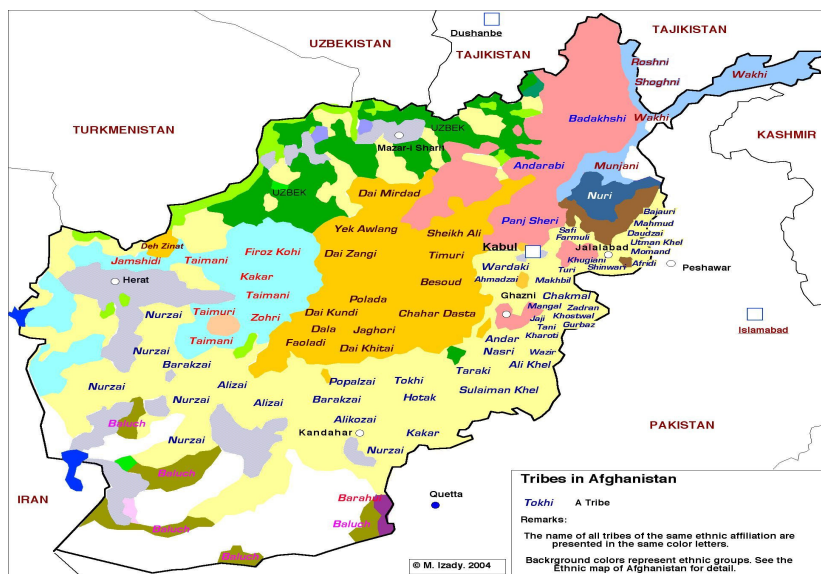 Dushanbe
TAJIKISTAN
UZBEKISTAN
TAJIKISTAN
Roshni
Shoghni
Wakhi
TURKMENISTAN
Badakhshi
Wakhi
UZBEK
KASHMIR
Mazar-i Sharif
Andarabi
Munjani
UZBEK
Dai Mirdad
Nuri
Panj Sheri
Bajauri
Yek Awlang
Sheikh Ali
Safi
Mahmud
Farmuli
Daudzai
Deh Zinat
Firoz Kohi
Dai Zangi
Timuri
Kabul
Jalalabad
Utman Khel
Jamshidi
Taimani
Khugiani
Momand
Wardaki
Turi
Shinwari
Afridi
Peshawar
Herat
Kakar
Besoud
Ahmadzai
Makhbil
Taimani
Ghazni
Chakmal
Polada
Mangal
Zadran
Nurzai
Taimuri
Zohri
Dai Kundi
Chahar Dasta
Jaji
Khostwal
Islamabad
Dala
Jaghori
Tani
Gurbaz
Taimani
Faoladi
Andar
Kharoti
Nurzai
Dai Khitai
Nasri
Wazir
Barakzai
Taraki
Ali Khel
Nurzai
Alizai
Popalzai
Tokhi
Sulaiman Khel
Nurzai
Alizai
Barakzai
Hotak
Baluch
Alikozai
PAKISTAN
Nurzai
Kandahar
Kakar
Nurzai
Baluch
Tribes in Afghanistan
IRAN
Barahui
Quetta
Tokhi A Tribe
Baluch
Baluch
Remarks:
The name of all tribes of the same ethnic affiliation are
presented in the same color letters.
Baluch
Backrground colors represent ethnic groups. See the
Ethnic map of Afghanistan for detail.
© M. Izady. 2004